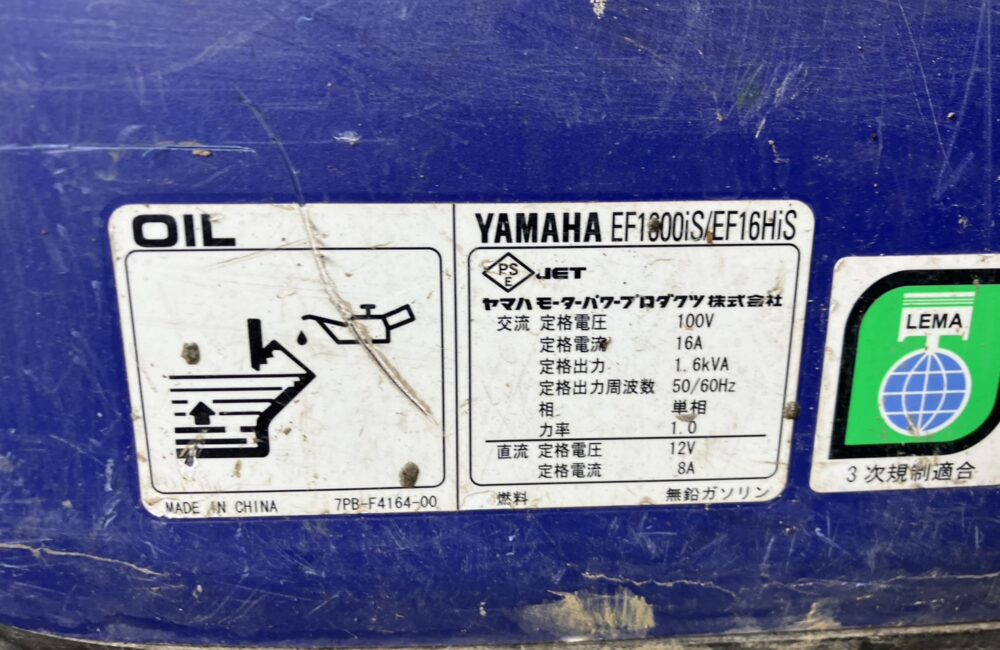 OIL
MADE IN CHINA 7PB-F4164-00
YAMAHA EF1600iS/EF16HiS
PS
E
JET
ヤマハモーターパワープロダクツ株式会社
交流 定格電圧 100V
定格電流 16A
定格出力 1.6kVA
定格出力周波数 50/60Hz
相 単相
力率 1.0
直流 定格電圧 12V
定格電流 8A
燃料 無鉛ガソリン
LEMA
3次規制適合